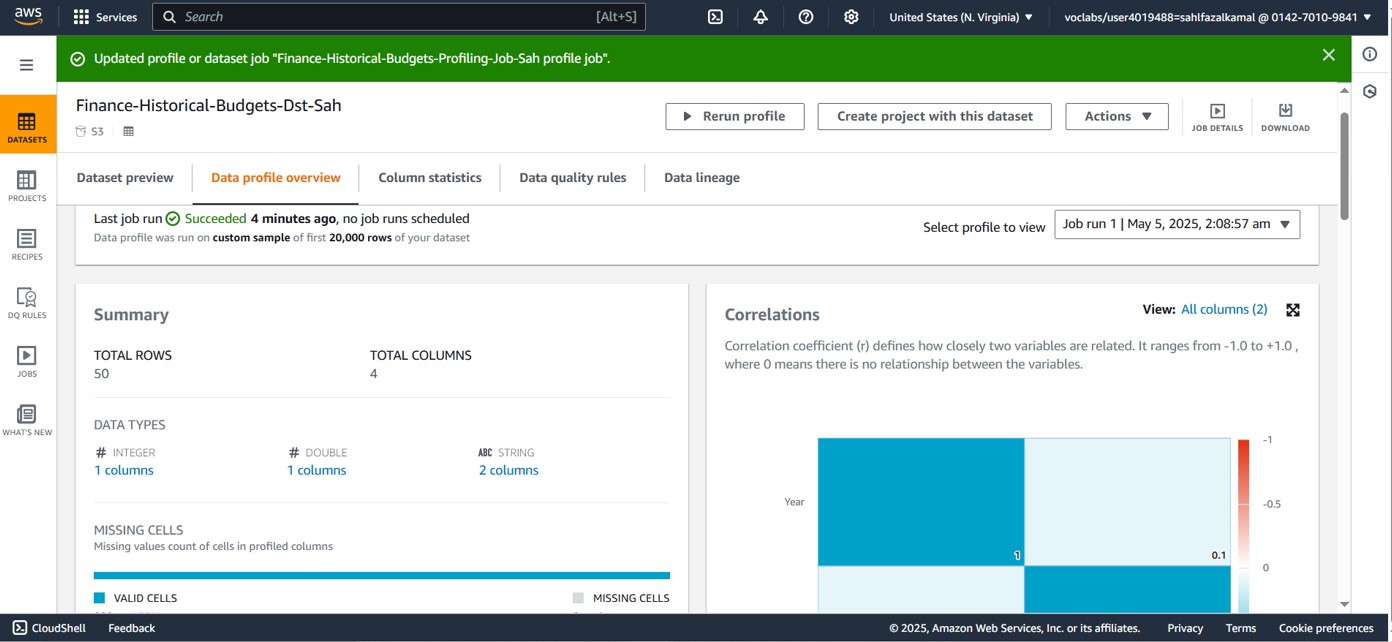 aws
Services
Search
[Alt+S]
United States (N. Virginia)
voclabs/user4019488=sahlfazalkamal @ 0142-7010-9841
Updated profile or dataset job "Finance-Historical-Budgets-Profiling-Job-Sah profile job".
DATASETS
PROJECTS
RECIPES
DQ RULES
JOBS
WHAT'S NEW
Finance-Historical-Budgets-Dst-Sah
S3
Rerun profile
Create project with this dataset
Actions
JOB DETAILS
DOWNLOAD
Dataset preview
Data profile overview
Column statistics
Data quality rules
Data lineage
Last job run Succeeded 4 minutes ago, no job runs scheduled
Data profile was run on custom sample of first 20,000 rows of your dataset
Select profile to view
Job run 1 | May 5, 2025, 2:08:57 am
Summary
TOTAL ROWS
50
TOTAL COLUMNS
4
DATA TYPES
# INTEGER
1 columns
# DOUBLE
1 columns
ABC STRING
2 columns
MISSING CELLS
Missing values count of cells in profiled columns
VALID CELLS
MISSING CELLS
Correlations
View: All columns (2)
Correlation coefficient (r) defines how closely two variables are related. It ranges from -1.0 to +1.0 ,
where 0 means there is no relationship between the variables.
Year
1
0.1
-1
-0.5
0
CloudShell
Feedback
© 2025, Amazon Web Services, Inc. or its affiliates.
Privacy
Terms
Cookie preferences